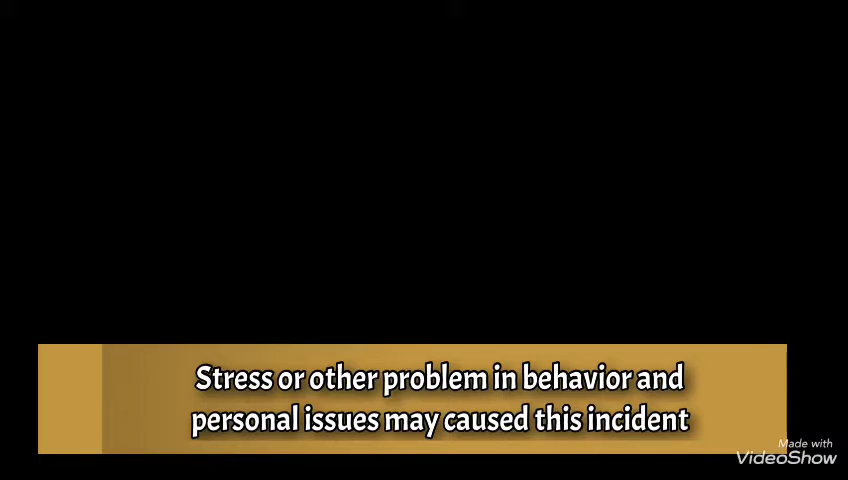 Stress or other problem in behavior and
personal issues may caused this incident
Made with
VideoShow